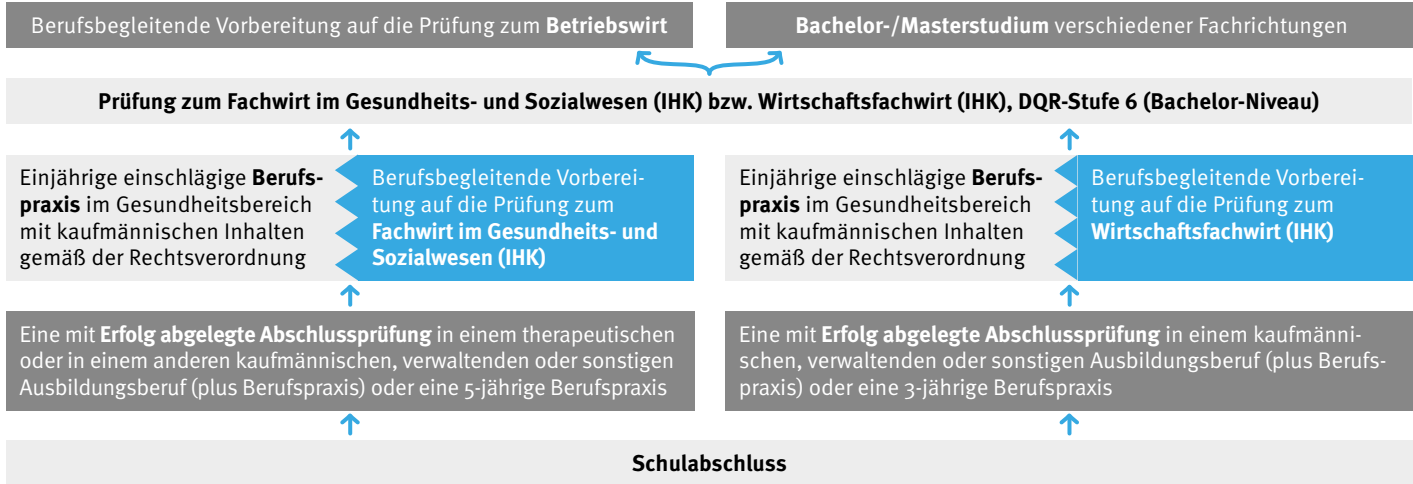 Berufsbegleitende Vorbereitung auf die Prüfung zum Betriebswirt
Bachelor-/Masterstudium verschiedener Fachrichtungen
Prüfung zum Fachwirt im Gesundheits- und Sozialwesen (IHK) bzw. Wirtschaftsfachwirt (IHK), DQR-Stufe 6 (Bachelor-Niveau)
Einjährige einschlägige Berufs-
praxis im Gesundheitsbereich
mit kaufmännischen Inhalten
gemäß der Rechtsverordnung
Berufsbegleitende Vorberei-
tung auf die Prüfung zum
Fachwirt im Gesundheits- und
Sozialwesen (IHK)
Einjährige einschlägige Berufs-
praxis im Gesundheitsbereich
mit kaufmännischen Inhalten
gemäß der Rechtsverordnung
Berufsbegleitende Vorberei-
tung auf die Prüfung zum
Wirtschaftsfachwirt (IHK)
Eine mit Erfolg abgelegte Abschlussprüfung in einem therapeutischen
oder in einem anderen kaufmännischen, verwaltenden oder sonstigen
Ausbildungsberuf (plus Berufspraxis) oder eine 5-jährige Berufspraxis
Eine mit Erfolg abgelegte Abschlussprüfung in einem kaufmänni-
schen, verwaltenden oder sonstigen Ausbildungsberuf (plus Berufs-
praxis) oder eine 3-jährige Berufspraxis
Schulabschluss